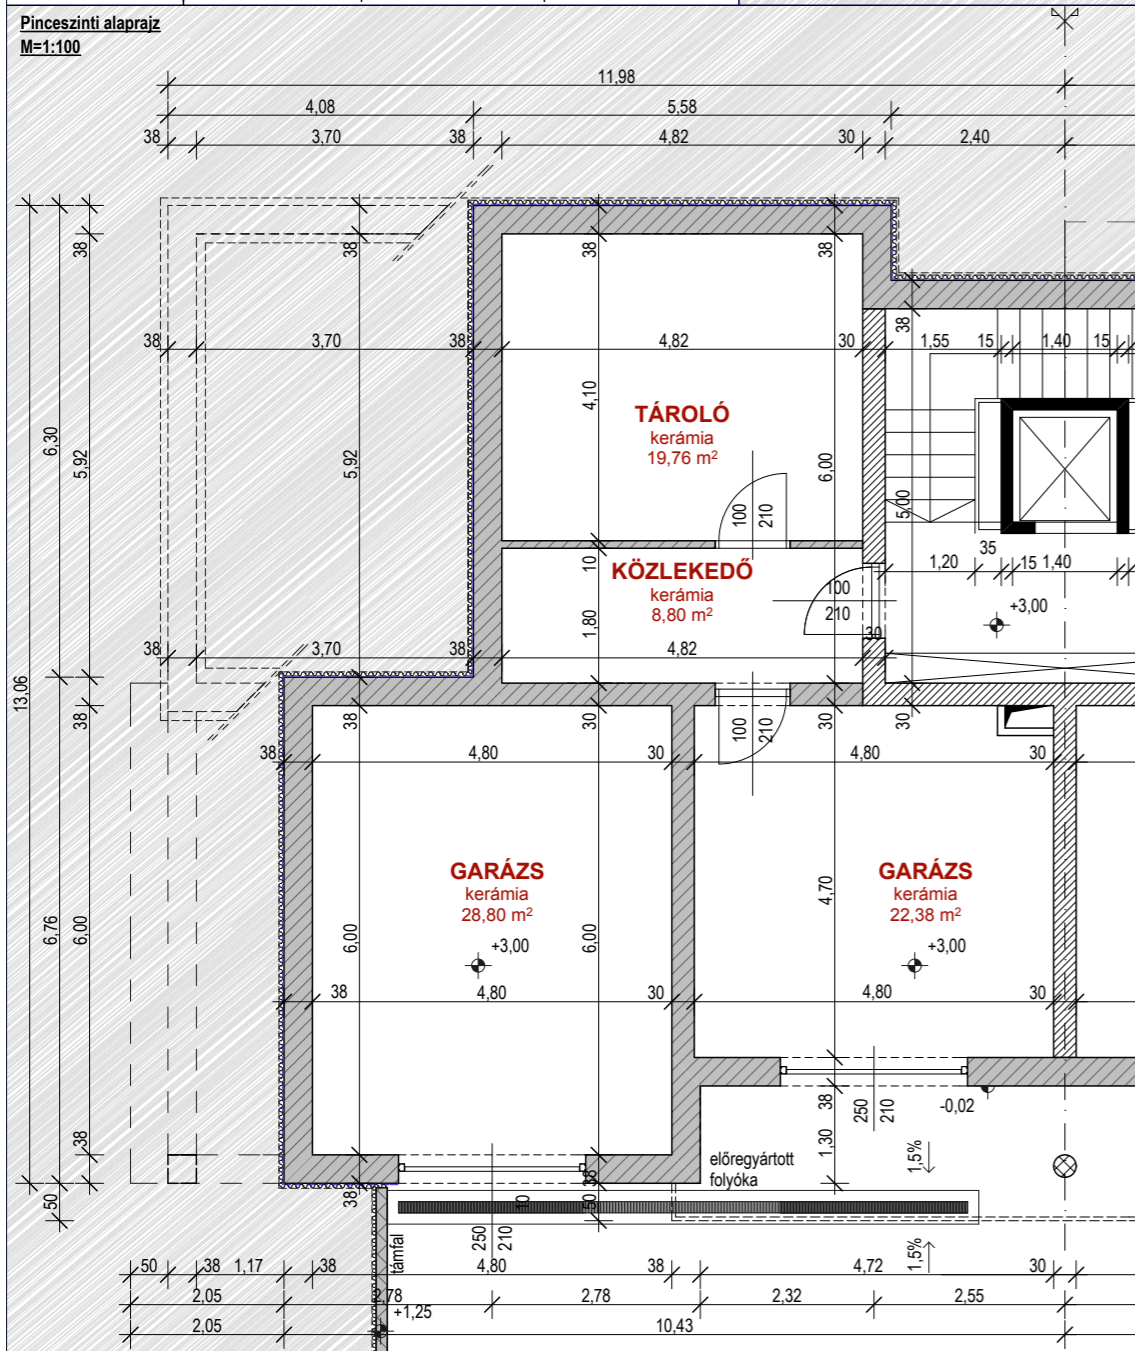 Pinceszinti alaprajz
M=1:100
11,98
4,08 5,58
38 3,70 38 4,82 30 2,40
38 38 38 38
38
38 3,70 38 4,82 30 1,55 15 1,40 15
4,10
TÁROLÓ
kerámia
19,76 m²
6,30 5,92 5,92 6,00
100 210
5,00
35
10
KÖZLEKEDŐ
kerámia
8,80 m²
1,20 15 1,40
100
210
+3,00
1,80
30
38 3,70 38 4,82
13,06
38 38 30 100 210 30 30
38 4,80 30 4,80 30
GARÁZS
kerámia
28,80 m²
+3,00
GARÁZS
kerámia
22,38 m²
+3,00
4,70
6,76 6,00 6,00 6,00
38 4,80 30 4,80 30
38 250 210 -0,02
1,30
1,5%
előregyártott
folyóka
38 38 38
50 10 50
250 210
támfal
1,5%
50 38 1,17 38 4,80 38 4,72 30
2,05 2,78 2,78 2,32 2,55
+1,25
2,05 10,43